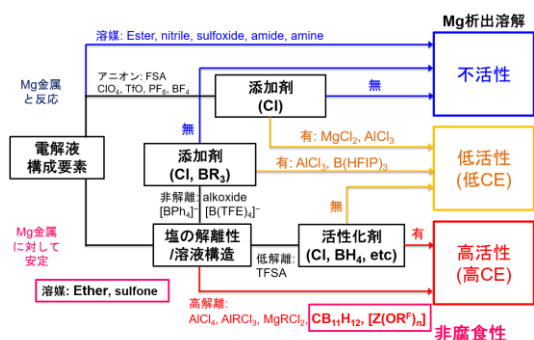 Mg析出溶解
溶媒: Ester, nitrile, sulfoxide, amide, amine
不活性
Mg金属
と反応
アニオン: FSA
ClO₄, TfO, PF₆, BF₄
添加剤
(Cl)
無
無
有: MgCl₂, AlCl₃
電解液
構成要素
添加剤
(Cl, BR₃)
有: AlCl₃, B(HFIP)₃
低活性
(低CE)
非解離: alkoxide
[BPh₄]⁻ [B(TFE)₄]⁻
無
Mg金属
に対して
安定
塩の解離性
/溶液構造
低解離:
TFSA
活性化剤
(Cl, BH₄, etc)
有
高活性
(高CE)
溶媒: Ether, sulfone
高解離:
AlCl₄, AlRCl₃, MgRCl₂, CB₁₁H₁₂, [Z(ORᶠ)ₙ]
非腐食性